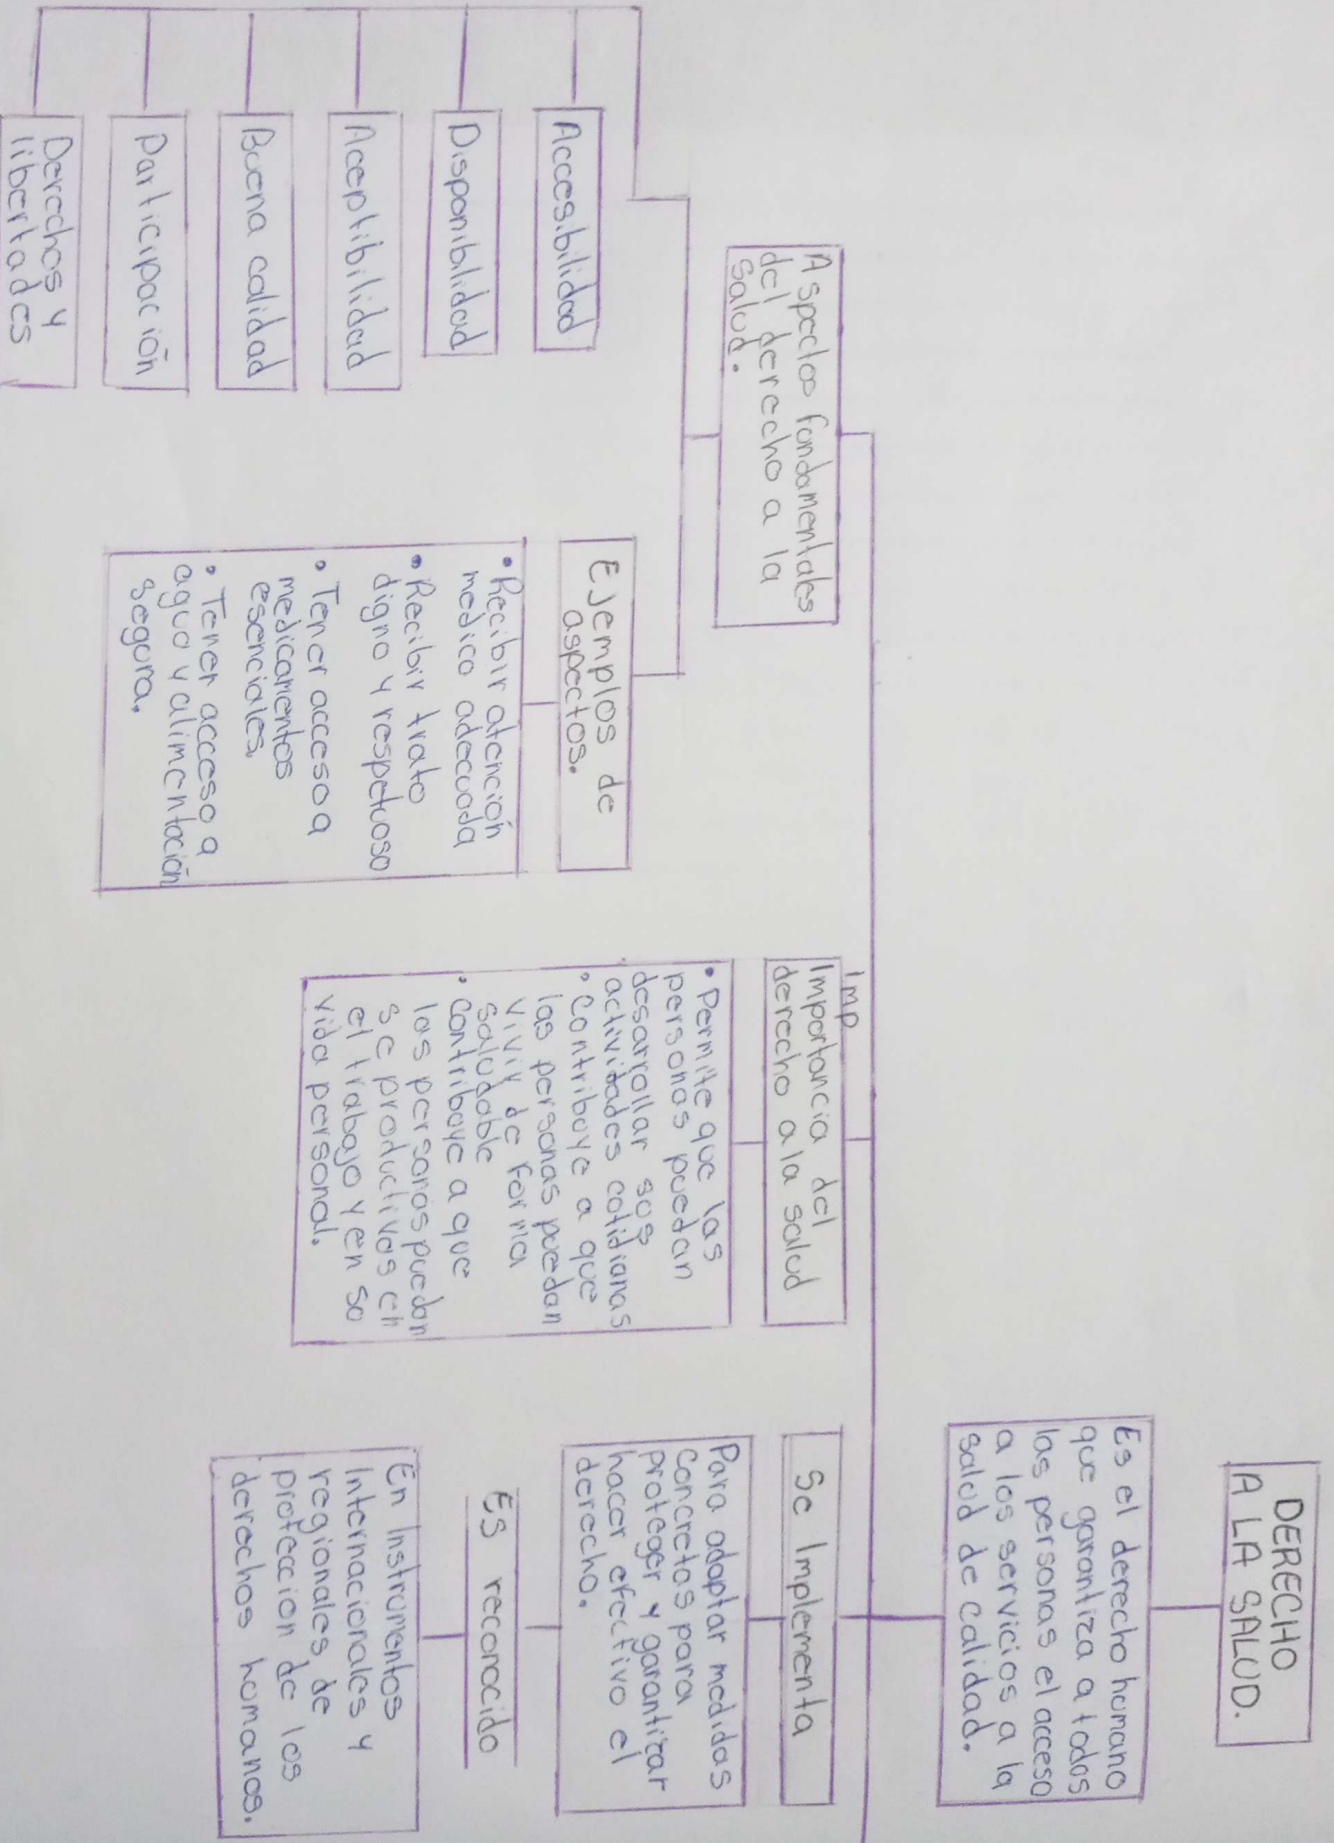 DERECHO
A LA SALUD.
Es el derecho humano
que garantiza a todos
las personas el acceso
a los servicios a la
salud de calidad.
Aspectos fundamentales
del derecho a la
salud.
Accesibilidad
Disponibilidad
Aceptibilidad
Buena calidad
Participación
Derechos y
libertades
Ejemplos de
aspectos.
• Recibir atención
medica adecuada
• Recibir trato
digno y respetuoso
• Tener acceso a
medicamentos
esenciales.
• Tener acceso a
agua y alimentación
segura.
Imp
Importancia del
derecho a la salud
• Permite que las
personas puedan
desarrollar sus
actividades cotidianas
• Contribuye a que
las personas puedan
vivir de forma
saludable
• Contribuye a que
las personas puedan
se productivas en
el trabajo y en su
vida personal.
Se Implementa
Para adaptar medidas
concretas para,
proteger y garantizar
hacer efectivo el
derecho.
Es reconocido
En Instrumentos
Internacionales y
regionales de
protección de los
derechos humanos.